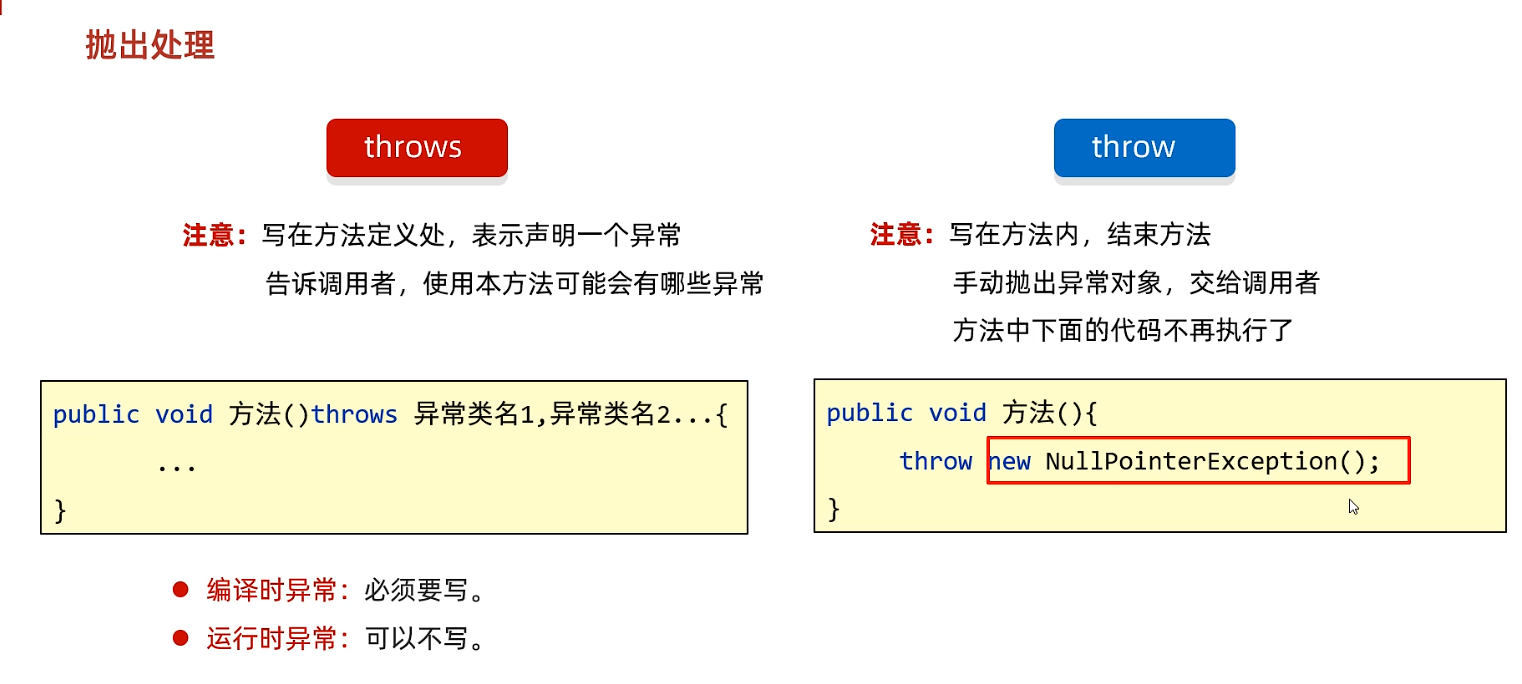 抛出处理
throws
注意：写在方法定义处，表示声明一个异常
告诉调用者，使用本方法可能会有哪些异常
public void 方法()throws 异常类名1,异常类名2...{
...
}
编译时异常：必须要写。
运行时异常：可以不写。
throw
注意：写在方法内，结束方法
手动抛出异常对象，交给调用者
方法中下面的代码不再执行了
public void 方法(){
throw new NullPointerException();
}